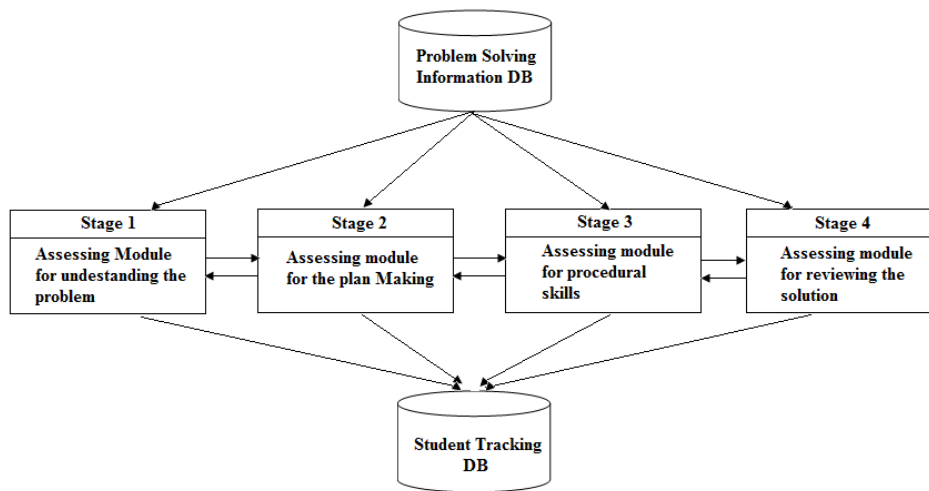 Problem Solving
Information DB
Stage 1
Assessing Module
for undestanding the
problem
Stage 2
Assessing module
for the plan Making
Stage 3
Assessing module
for procedural
skills
Stage 4
Assessing module
for reviewing the
solution
Student Tracking
DB